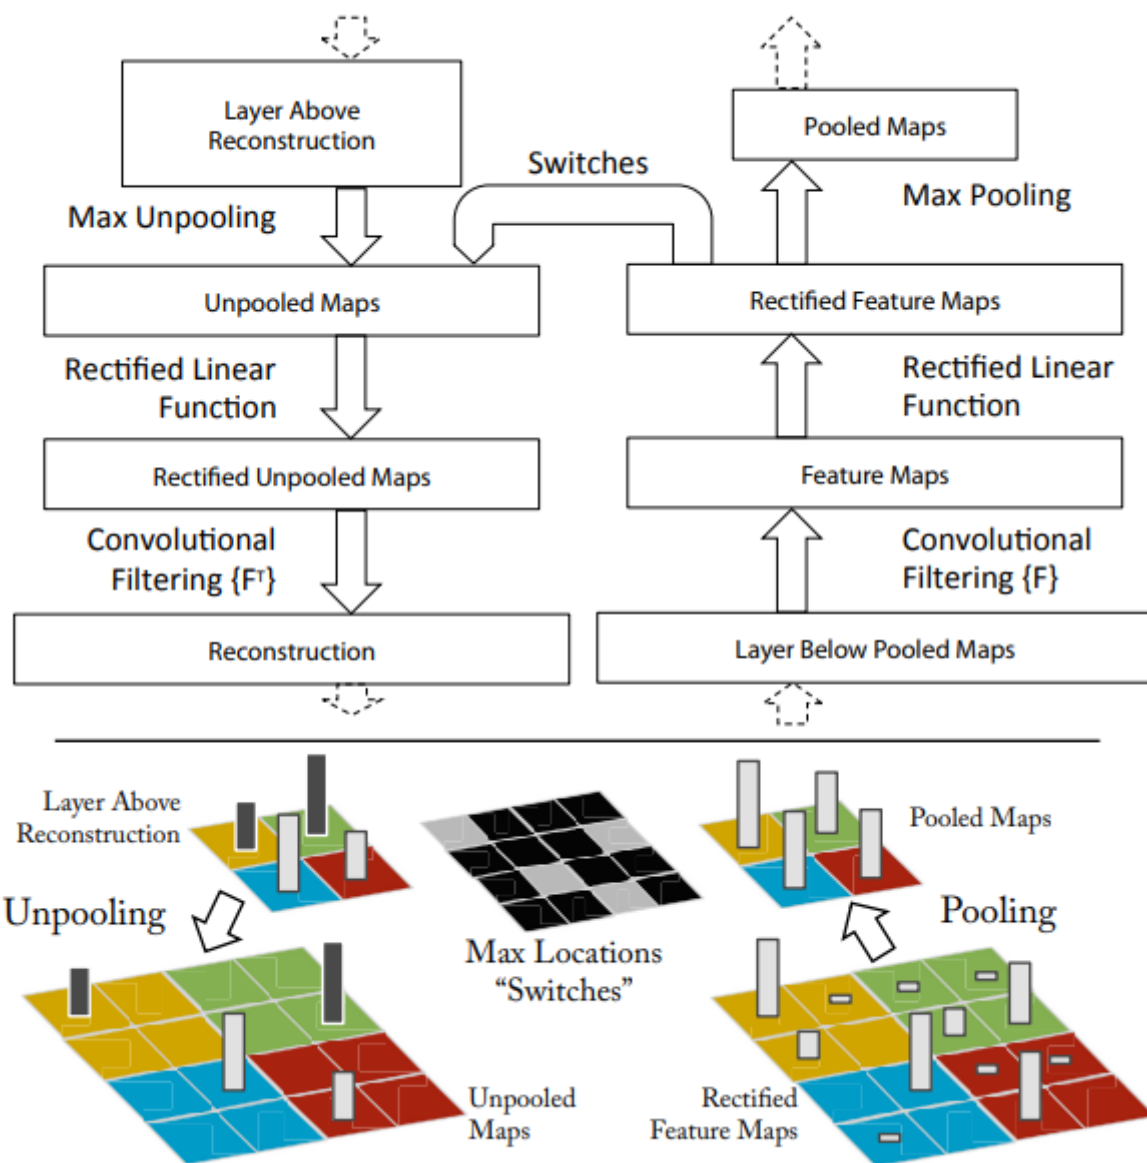 Layer Above
Reconstruction
Pooled Maps
Switches
Max Unpooling
Max Pooling
Unpooled Maps
Rectified Feature Maps
Rectified Linear
Function
Rectified Linear
Function
Rectified Unpooled Maps
Feature Maps
Convolutional
Filtering {Fᵀ}
Convolutional
Filtering {F}
Reconstruction
Layer Below Pooled Maps
Layer Above
Reconstruction
Pooled Maps
Unpooling
Pooling
Max Locations
“Switches”
Unpooled
Maps
Rectified
Feature Maps